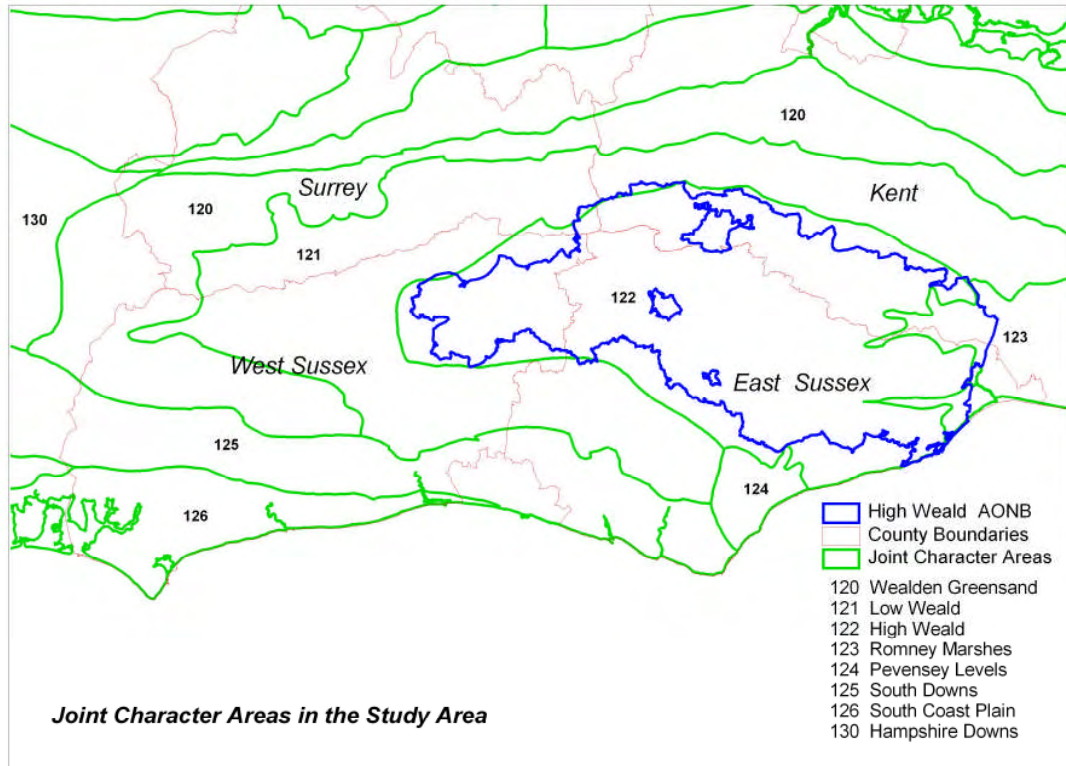 120
Surrey
Kent
130
120
121
122
123
West Sussex
East Sussex
125
124
126
High Weald AONB
County Boundaries
Joint Character Areas
120 Wealden Greensand
121 Low Weald
122 High Weald
123 Romney Marshes
124 Pevensey Levels
125 South Downs
126 South Coast Plain
130 Hampshire Downs
Joint Character Areas in the Study Area